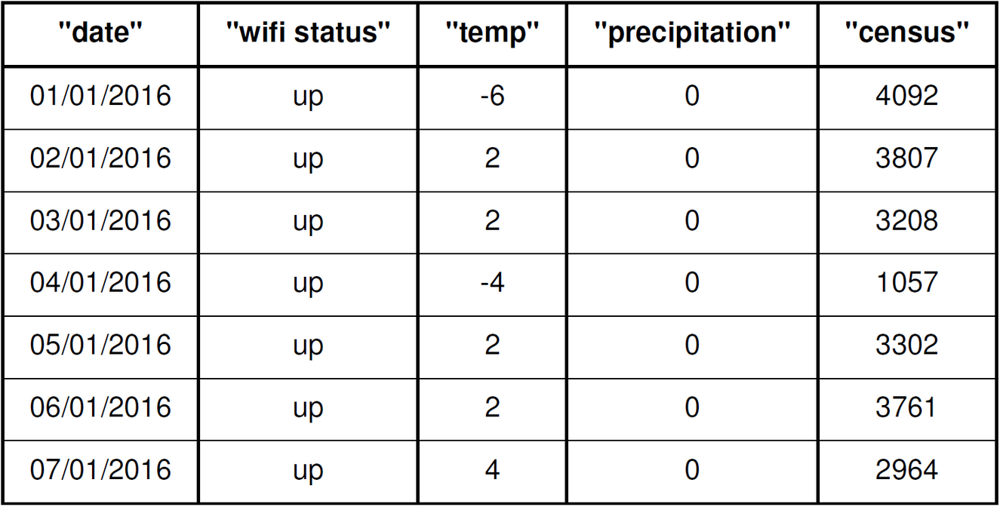 "date" "wifi status" "temp" "precipitation" "census"
01/01/2016 up -6 0 4092
02/01/2016 up 2 0 3807
03/01/2016 up 2 0 3208
04/01/2016 up -4 0 1057
05/01/2016 up 2 0 3302
06/01/2016 up 2 0 3761
07/01/2016 up 4 0 2964